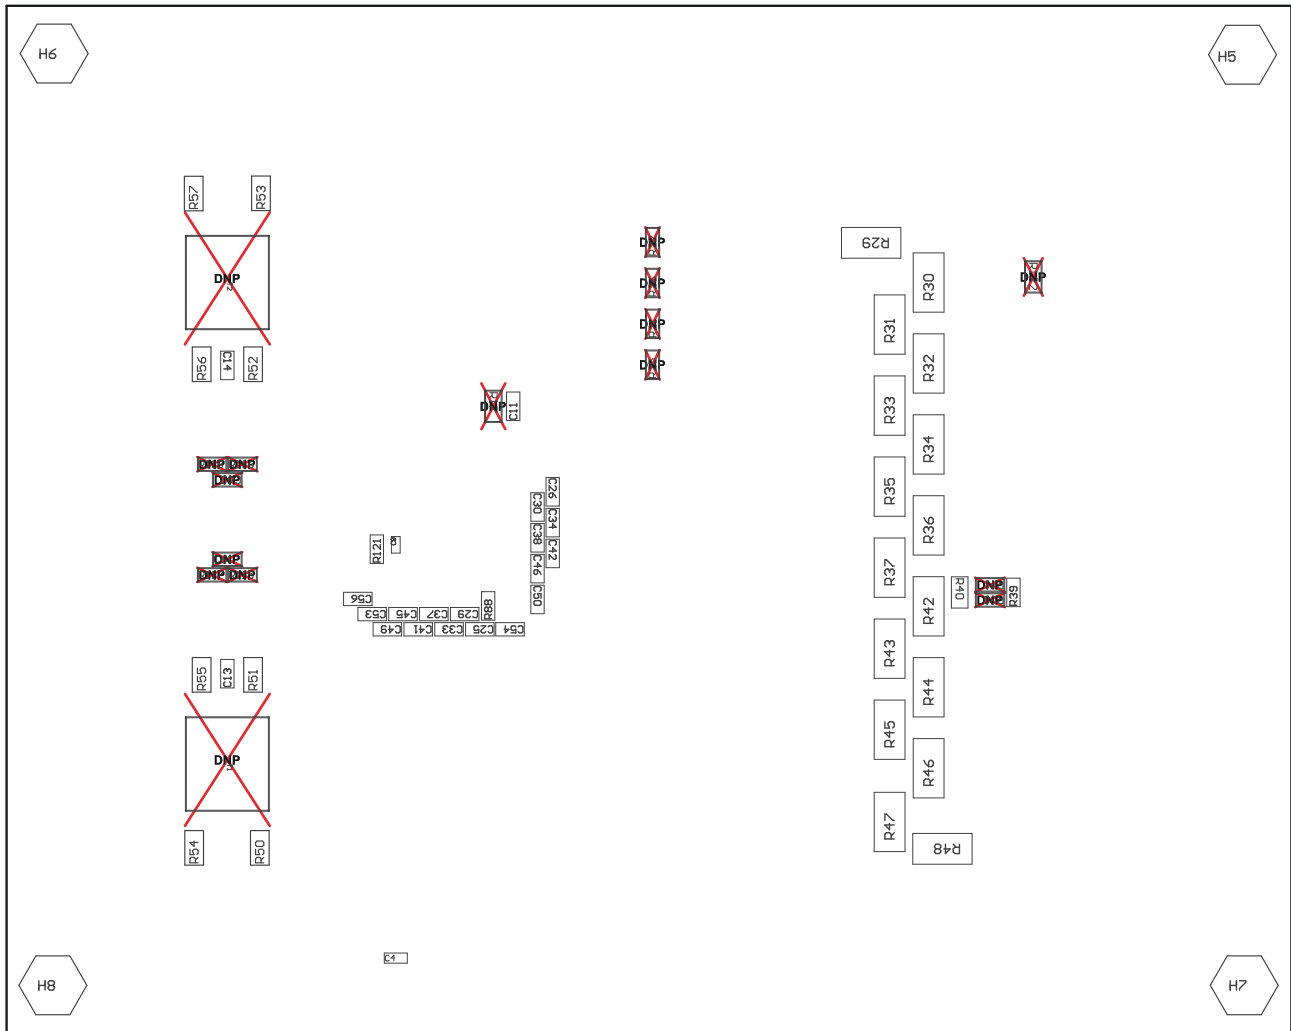 H6
H5
R57
R53
DNP
R56
C14
R52
DNP
DNP
DNP
DNP
R29
R30
DNP
R31
R32
R33
R34
DNP
C11
DNP
DNP
DNP
R35
R36
C26
C30
C34
C38
C42
C46
C50
R121
DNP
DNP
DNP
C56
C53
C45
C37
C29
R88
C49
C41
C33
C25
C54
R37
R42
R40
DNP
DNP
R39
R43
R44
R55
C13
R51
DNP
R45
R46
R47
R48
R54
R50
C4
H8
H7